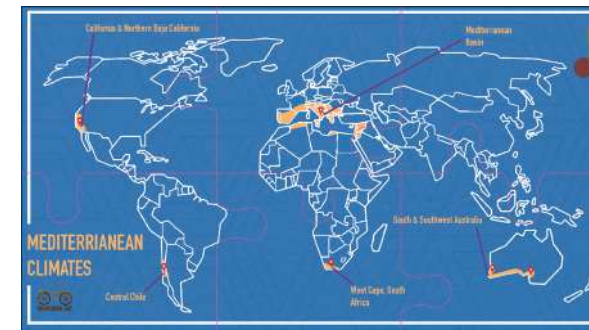 California & Northern Baja California
Mediterranean
Basin
South & Southwest Australia
MEDITERRIANEAN
CLIMATES
Central Chile
West Cape, South
Africa